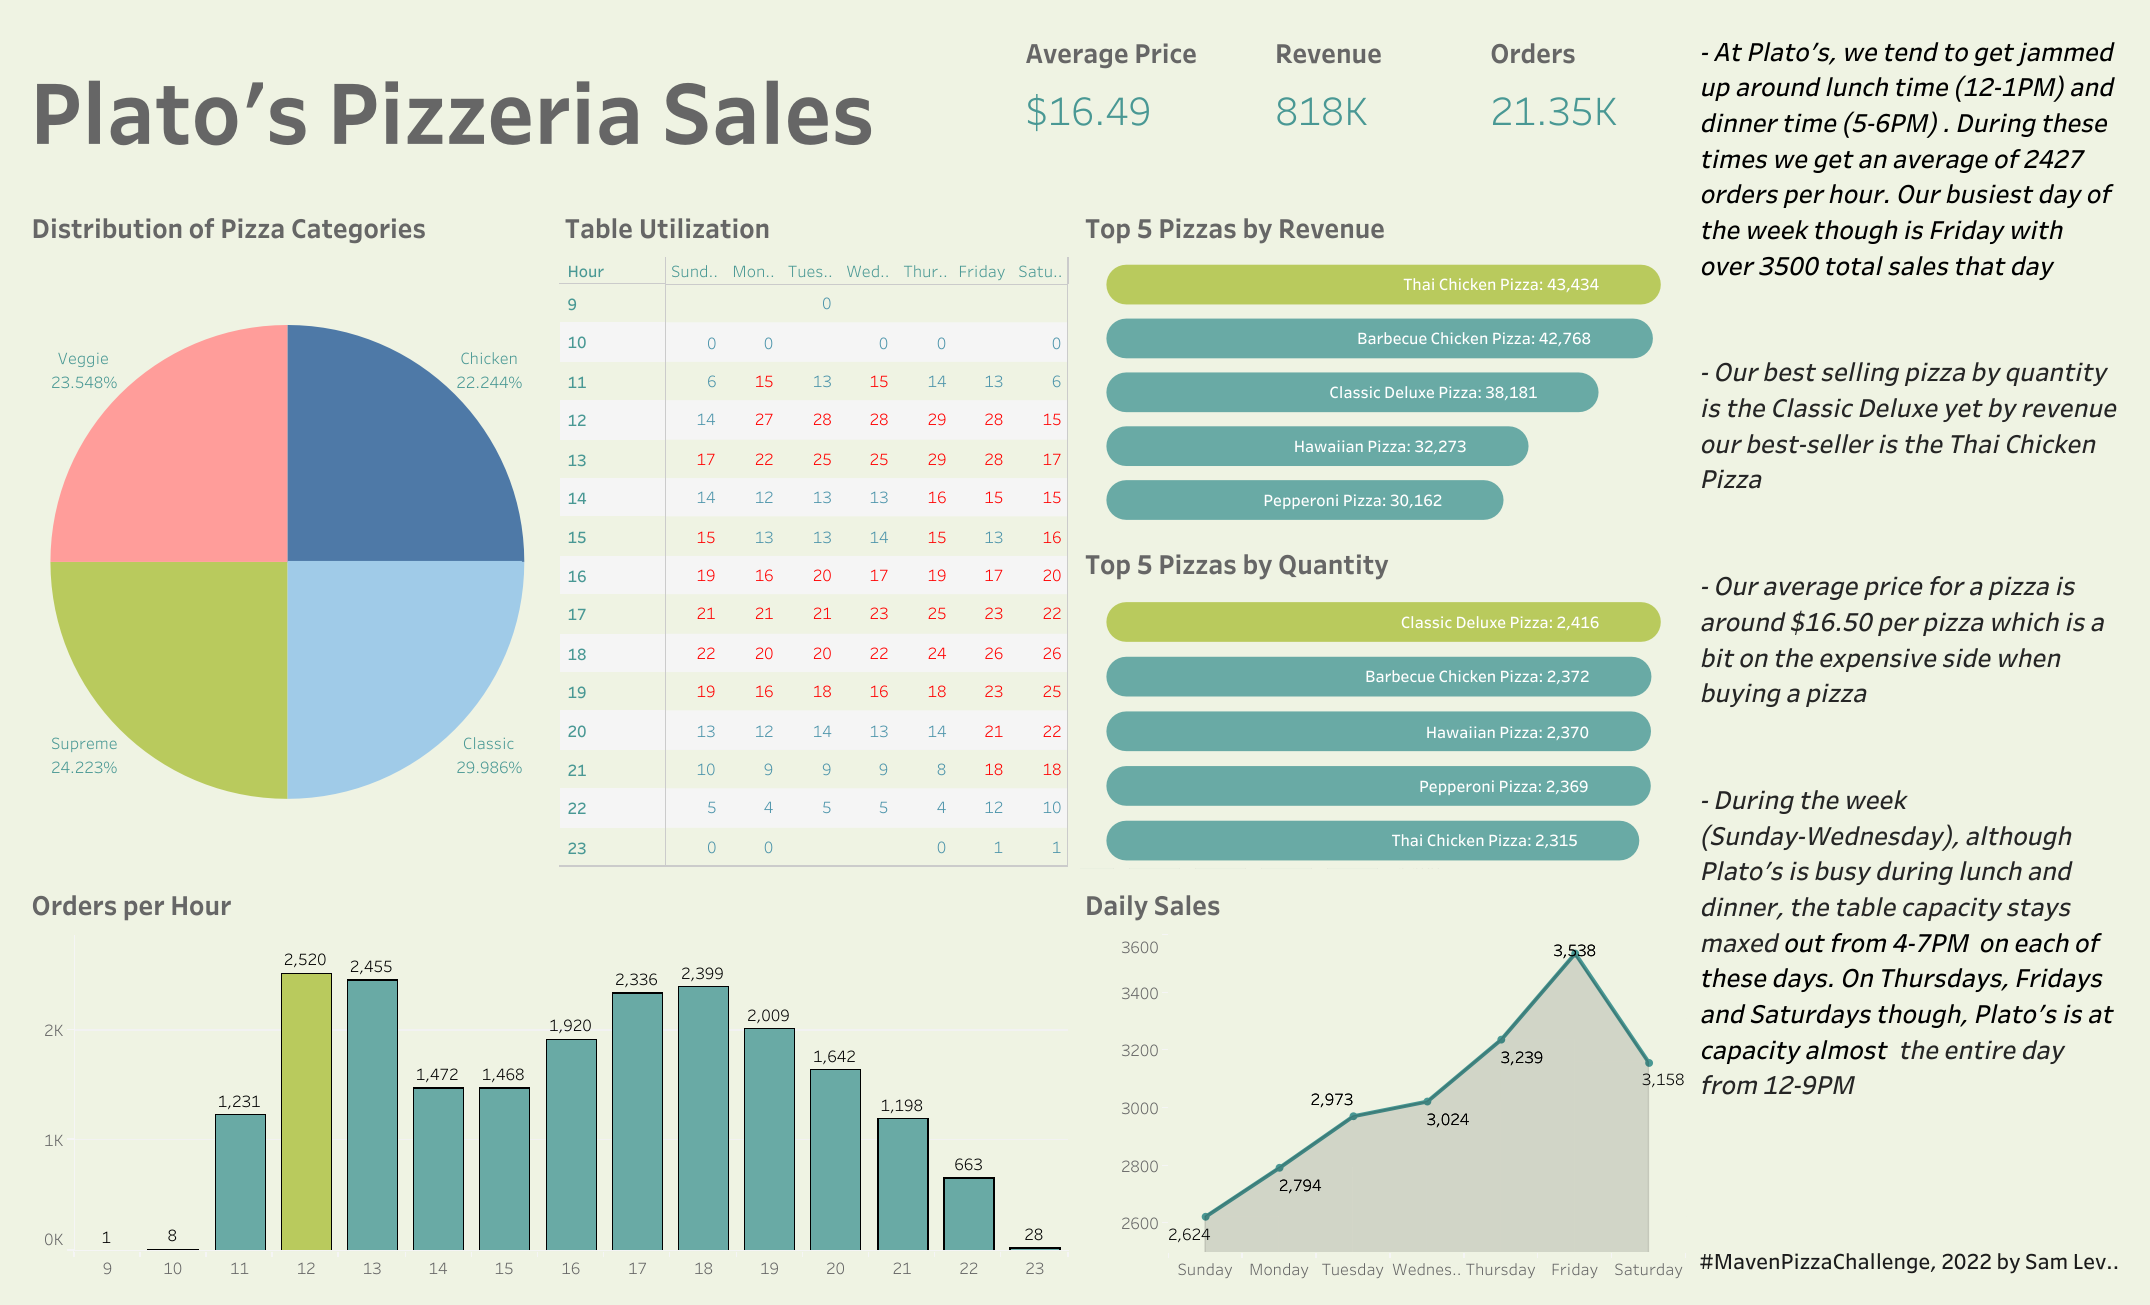 Plato’s Pizzeria Sales
Average Price
$16.49
Revenue
818K
Orders
21.35K
Distribution of Pizza Categories
Veggie
23.548%
Chicken
22.244%
Supreme
24.223%
Classic
29.986%
Table Utilization
Hour Sund.. Mon.. Tues.. Wed.. Thur.. Friday Satu..
9 0
10 0 0 0 0 0
11 6 15 13 15 14 13 6
12 14 27 28 28 29 28 15
13 17 22 25 25 29 28 17
14 14 12 13 13 16 15 15
15 15 13 13 14 15 13 16
16 19 16 20 17 19 17 20
17 21 21 21 23 25 23 22
18 22 20 20 22 24 26 26
19 19 16 18 16 18 23 25
20 13 12 14 13 14 21 22
21 10 9 9 9 8 18 18
22 5 4 5 5 4 12 10
23 0 0 0 1 1
Top 5 Pizzas by Revenue
Thai Chicken Pizza: 43,434
Barbecue Chicken Pizza: 42,768
Classic Deluxe Pizza: 38,181
Hawaiian Pizza: 32,273
Pepperoni Pizza: 30,162
Top 5 Pizzas by Quantity
Classic Deluxe Pizza: 2,416
Barbecue Chicken Pizza: 2,372
Hawaiian Pizza: 2,370
Pepperoni Pizza: 2,369
Thai Chicken Pizza: 2,315
Orders per Hour
2K
1K
0K
1 8 1,231 2,520 2,455 1,472 1,468 1,920 2,336 2,399 2,009 1,642 1,198 663 28
9 10 11 12 13 14 15 16 17 18 19 20 21 22 23
Daily Sales
3600
3400
3200
3000
2800
2600
2,624 2,794 2,973 3,024 3,239 3,538 3,158
Sunday Monday Tuesday Wednes.. Thursday Friday Saturday
- At Plato’s, we tend to get jammed
up around lunch time (12-1PM) and
dinner time (5-6PM) . During these
times we get an average of 2427
orders per hour. Our busiest day of
the week though is Friday with
over 3500 total sales that day
- Our best selling pizza by quantity
is the Classic Deluxe yet by revenue
our best-seller is the Thai Chicken
Pizza
- Our average price for a pizza is
around $16.50 per pizza which is a
bit on the expensive side when
buying a pizza
- During the week
(Sunday-Wednesday), although
Plato’s is busy during lunch and
dinner, the table capacity stays
maxed out from 4-7PM  on each of
these days. On Thursdays, Fridays
and Saturdays though, Plato’s is at
capacity almost  the entire day
from 12-9PM
#MavenPizzaChallenge, 2022 by Sam Lev..